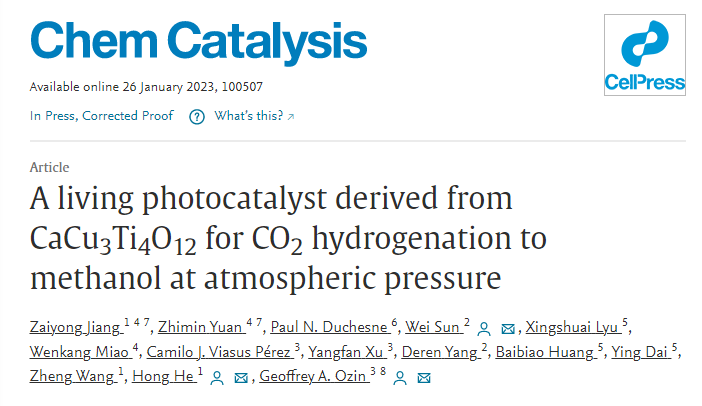 Chem Catalysis
CellPress
Available online 26 January 2023, 100507
In Press, Corrected Proof ? What's this? ↗
Article
A living photocatalyst derived from
CaCu₃Ti₄O₁₂ for CO₂ hydrogenation to
methanol at atmospheric pressure
Zaiyong Jiang ¹ ⁴ ⁷, Zhimin Yuan ⁴ ⁷, Paul N. Duchesne ⁶, Wei Sun ², Xingshuai Lyu ⁵,
Wenkang Miao ⁴, Camilo J. Viasus Pérez ³, Yangfan Xu ³, Deren Yang ², Baibiao Huang ⁵, Ying Dai ⁵,
Zheng Wang ¹, Hong He ¹, Geoffrey A. Ozin ³ ⁸